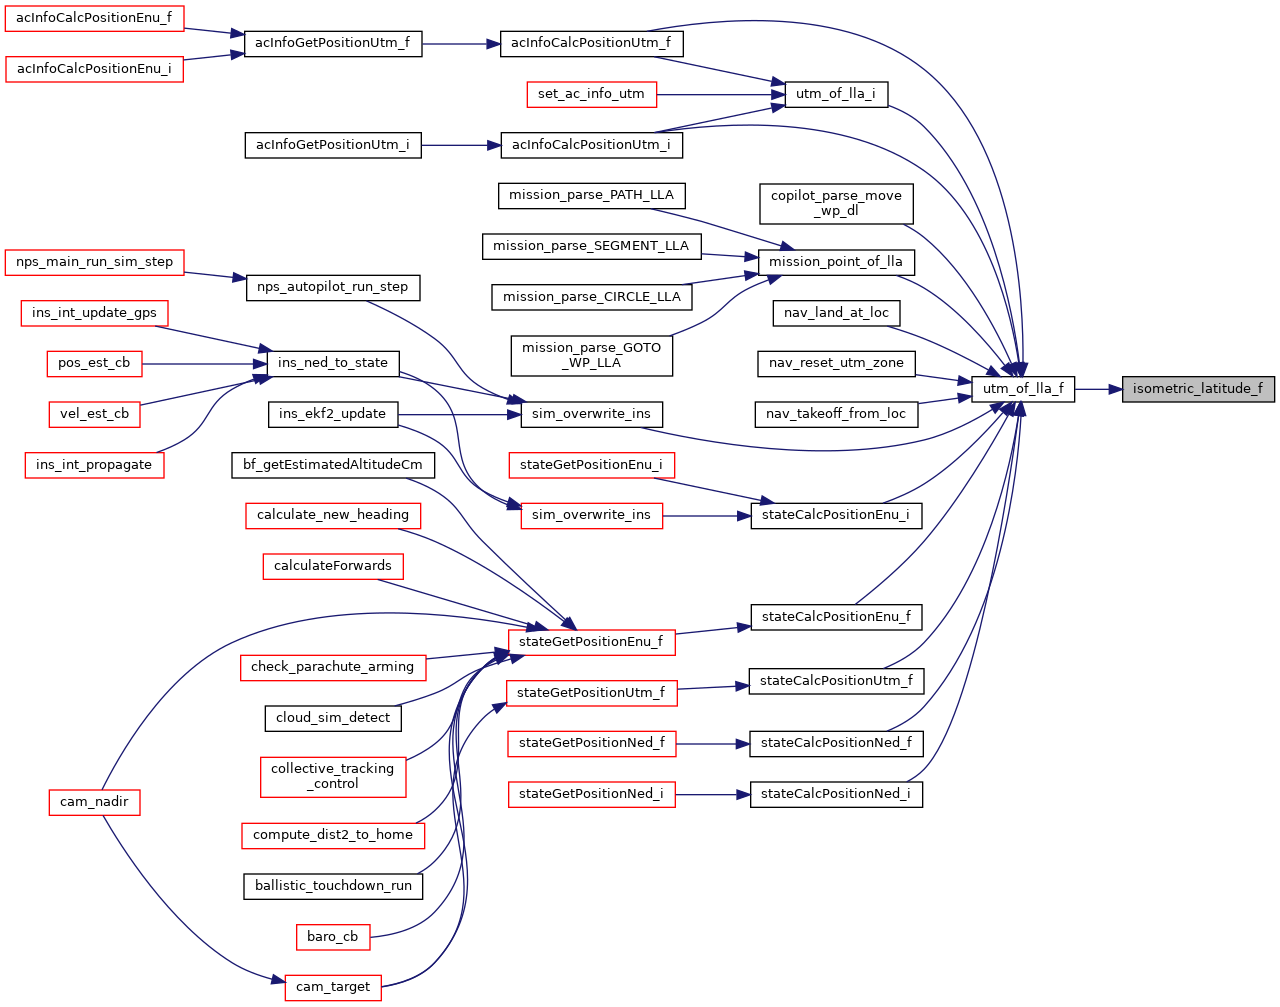 acInfoCalcPositionEnu_f
acInfoCalcPositionEnu_i
acInfoGetPositionUtm_f
acInfoCalcPositionUtm_f
set_ac_info_utm
utm_of_lla_i
acInfoGetPositionUtm_i
acInfoCalcPositionUtm_i
mission_parse_PATH_LLA
copilot_parse_move
_wp_dl
mission_parse_SEGMENT_LLA
mission_point_of_lla
nps_main_run_sim_step
nps_autopilot_run_step
mission_parse_CIRCLE_LLA
nav_land_at_loc
ins_int_update_gps
mission_parse_GOTO
_WP_LLA
pos_est_cb
ins_ned_to_state
nav_reset_utm_zone
utm_of_lla_f
isometric_latitude_f
vel_est_cb
ins_ekf2_update
sim_overwrite_ins
nav_takeoff_from_loc
ins_int_propagate
bf_getEstimatedAltitudeCm
stateGetPositionEnu_i
calculate_new_heading
sim_overwrite_ins
stateCalcPositionEnu_i
calculateForwards
stateCalcPositionEnu_f
stateGetPositionEnu_f
check_parachute_arming
stateGetPositionUtm_f
stateCalcPositionUtm_f
cloud_sim_detect
stateGetPositionNed_f
stateCalcPositionNed_f
collective_tracking
_control
cam_nadir
stateGetPositionNed_i
stateCalcPositionNed_i
compute_dist2_to_home
ballistic_touchdown_run
baro_cb
cam_target